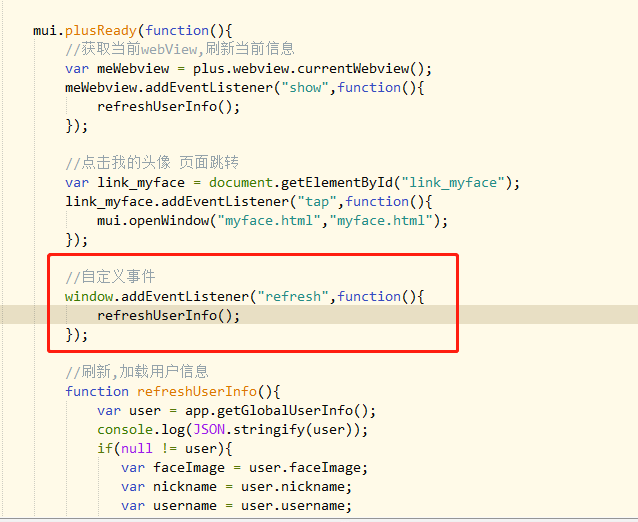 mui.plusReady(function(){
//获取当前webView,刷新当前信息
var meWebview = plus.webview.currentWebview();
meWebview.addEventListener("show",function(){
refreshUserInfo();
});
//点击我的头像 页面跳转
var link_myface = document.getElementById("link_myface");
link_myface.addEventListener("tap",function(){
mui.openWindow("myface.html","myface.html");
});
//自定义事件
window.addEventListener("refresh",function(){
refreshUserInfo();
});
//刷新,加载用户信息
function refreshUserInfo(){
var user = app.getGlobalUserInfo();
console.log(JSON.stringify(user));
if(null != user){
var faceImage = user.faceImage;
var nickname = user.nickname;
var username = user.username;